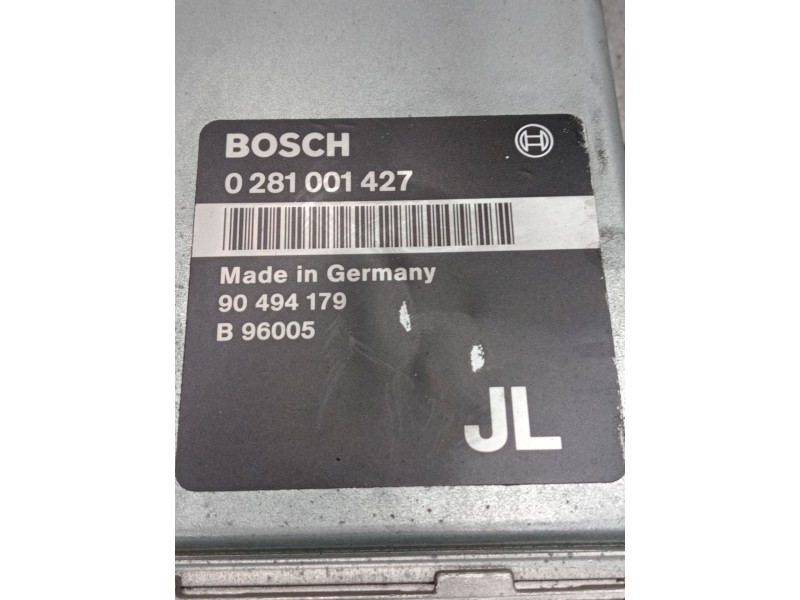 BOSCH
0 281 001 427
Made in Germany
90 494 179
B 96005
JL